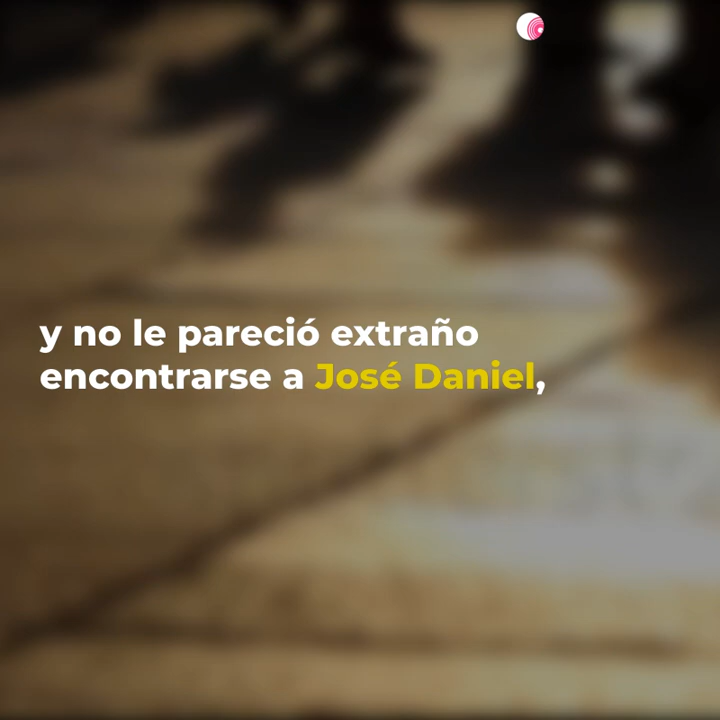 y no le pareció extraño
encontrarse a José Daniel,